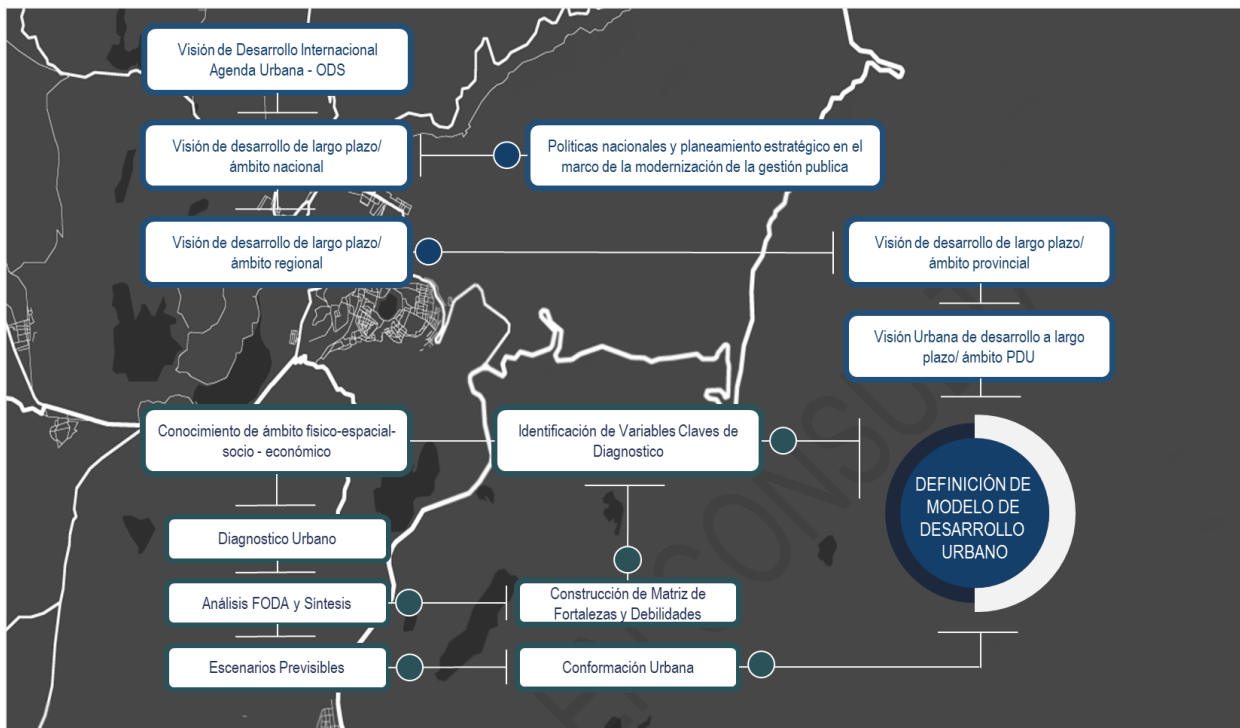 Visión de Desarrollo Internacional
Agenda Urbana - ODS
Visión de desarrollo de largo plazo/
ámbito nacional
Políticas nacionales y planeamiento estratégico en el
marco de la modernización de la gestión publica
Visión de desarrollo de largo plazo/
ámbito regional
Visión de desarrollo de largo plazo/
ámbito provincial
Visión Urbana de desarrollo a largo
plazo/ ámbito PDU
Conocimiento de ámbito físico-espacial-
socio - económico
Identificación de Variables Claves de
Diagnostico
DEFINICIÓN DE
MODELO DE
DESARROLLO
URBANO
Diagnostico Urbano
Análisis FODA y Síntesis
Construcción de Matriz de
Fortalezas y Debilidades
Escenarios Previsibles
Conformación Urbana